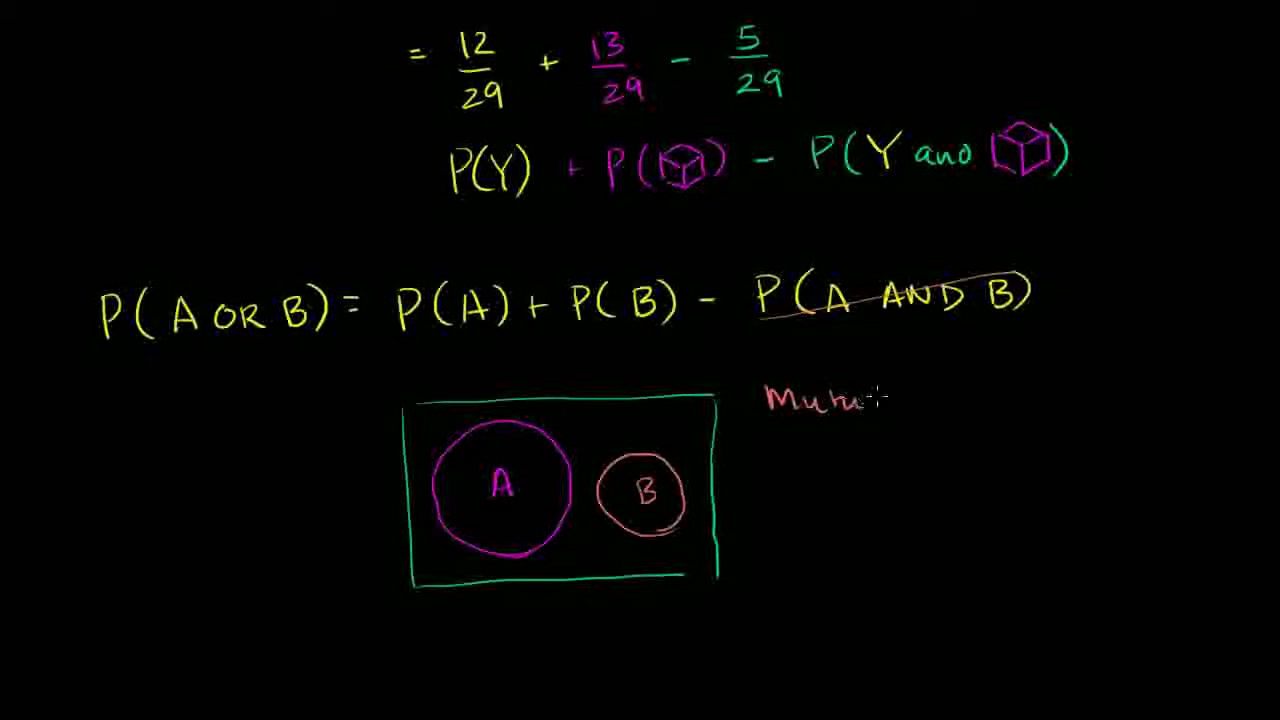 = 12/29 + 13/29 - 5/29
P(Y) + P( ) - P(Y and )
P(A OR B) = P(A) + P(B) - P(A AND B)
Mutu
A B